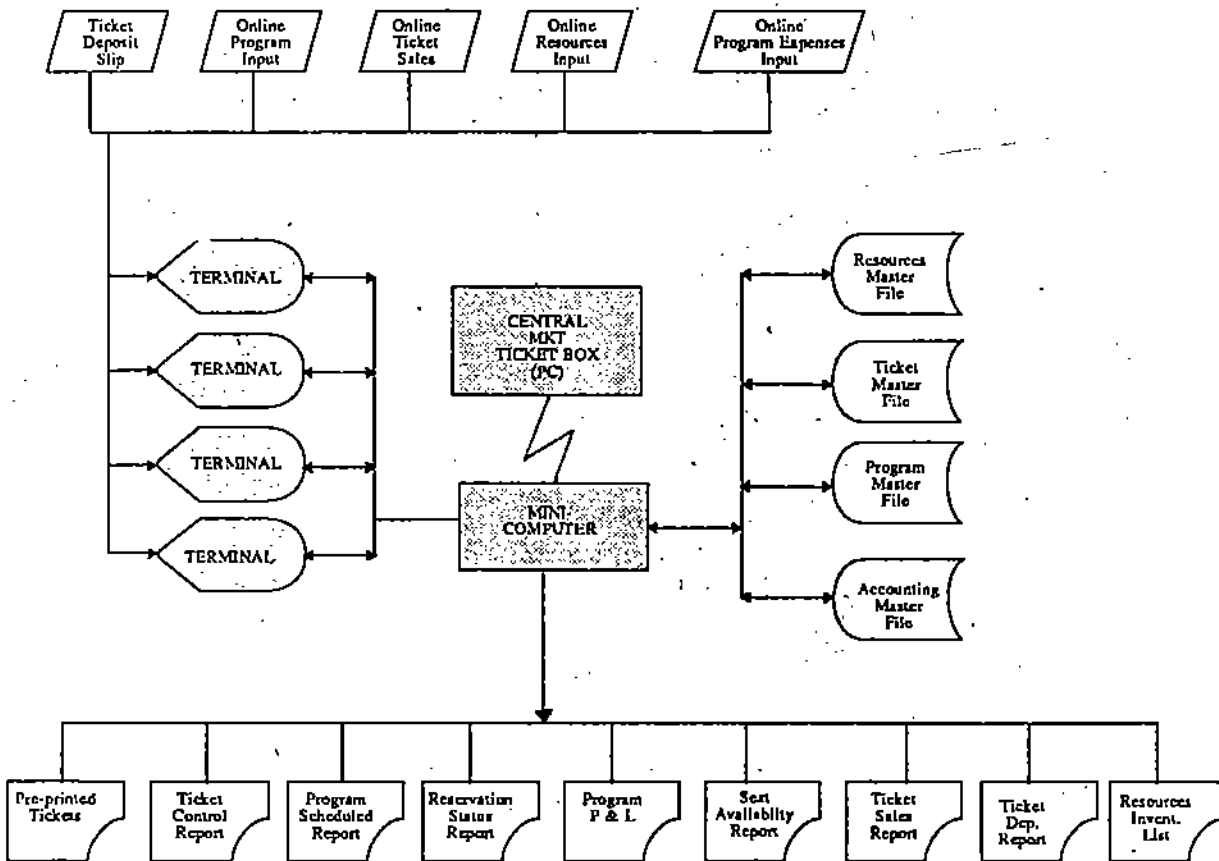 Ticket
Deposit
Slip
Online
Program
Input
Online
Ticket
Sales
Online
Resources
Input
Online
Program Expenses
Input
TERMINAL
TERMINAL
TERMINAL
TERMINAL
CENTRAL
MKT
TICKET BOX
(PC)
MINI
COMPUTER
Resources
Master
File
Ticket
Master
File
Program
Master
File
Accounting
Master
File
Pre-printed
Tickets
Ticket
Control
Report
Program
Scheduled
Report
Reservation
Status
Report
Program
P & L
Seat
Availablity
Report
Ticket
Sales
Report
Ticket
Dep.
Report
Resources
Invent.
List